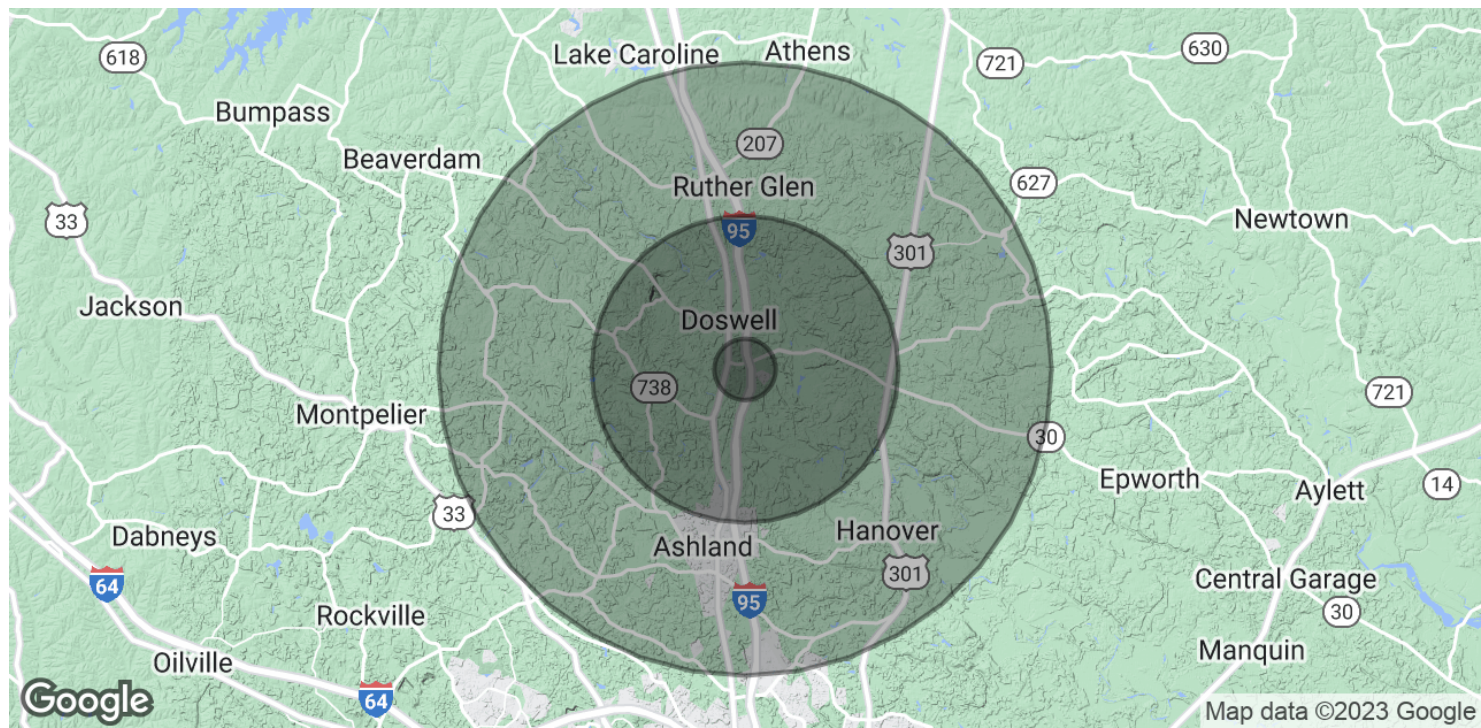 Lake Caroline
Athens
618
721
630
Bumpass
207
Beaverdam
Ruther Glen
627
33
Newtown
95
301
Jackson
Doswell
738
721
Montpelier
30
Epworth
14
Aylett
33
Hanover
Dabneys
Ashland
301
64
Central Garage
95
Rockville
30
Manquin
Oilville
64
Google
Map data ©2023 Google